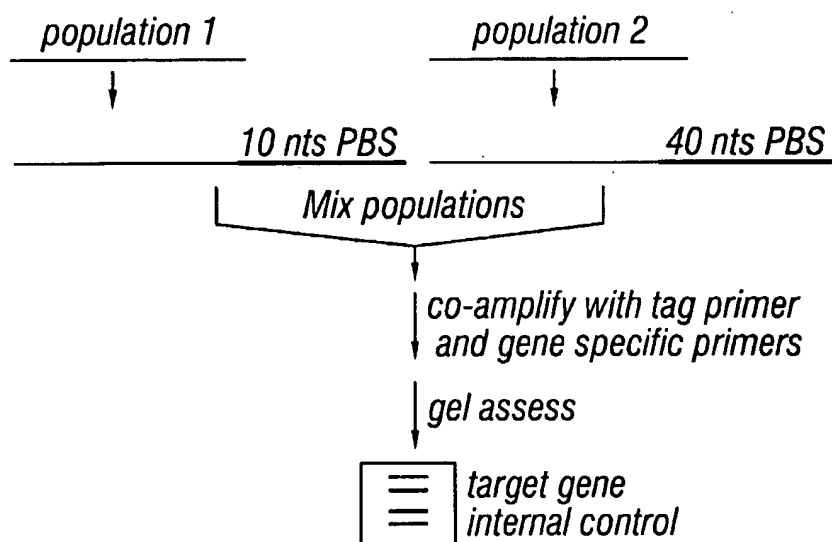 population 1
population 2
10 nts PBS
40 nts PBS
Mix populations
co-amplify with tag primer
and gene specific primers
gel assess
target gene
internal control